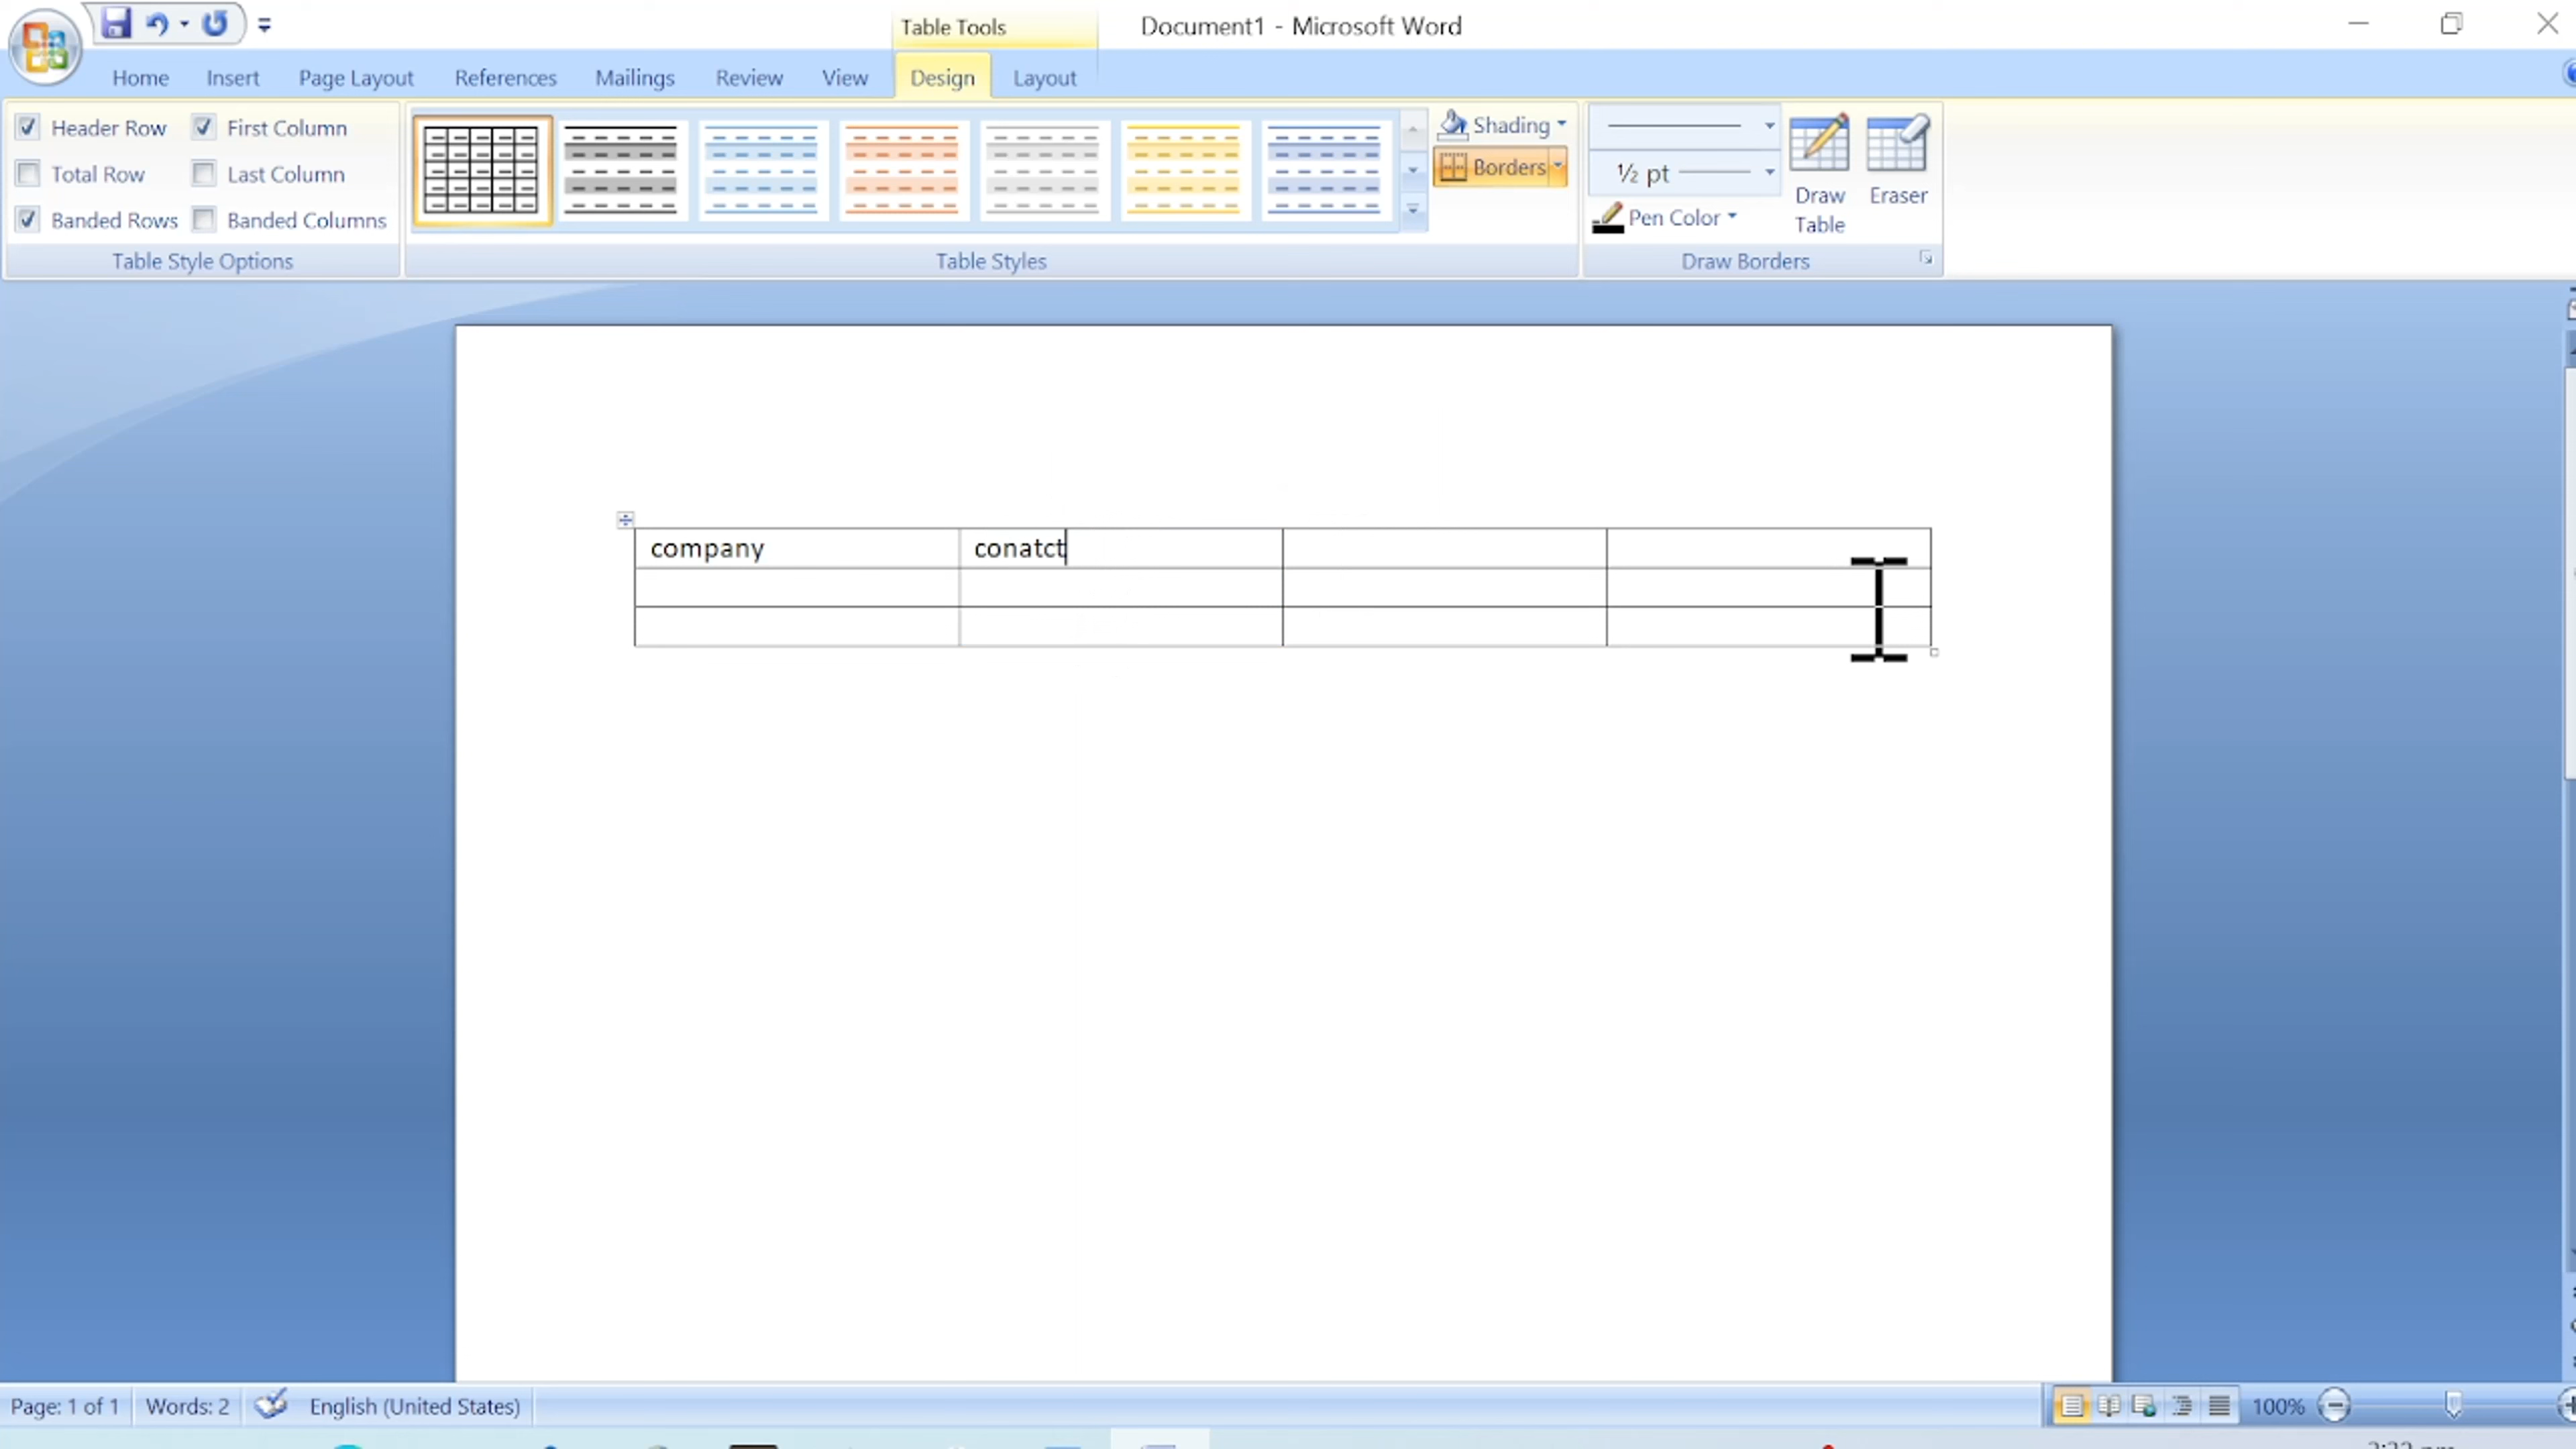 Table Tools
Document1 - Microsoft Word
Home Insert Page Layout References Mailings Review View Design Layout
Header Row First Column
Total Row Last Column
Banded Rows Banded Columns
Table Style Options
Shading
Borders
Table Styles
½ pt
Pen Color
Draw Table
Eraser
Draw Borders
company conatct
Page: 1 of 1 Words: 2 English (United States) 100%